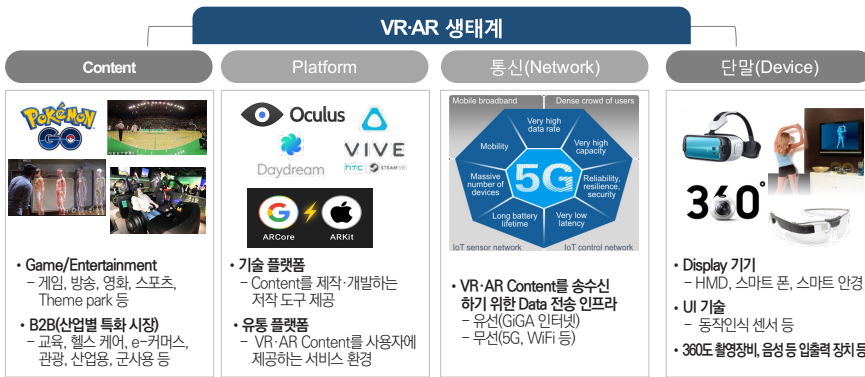 VR·AR 생태계
Content
Platform
통신(Network)
단말(Device)
Pokémon
GO
Oculus
Daydream
VIVE
hTC
STEAM VR
ARCore
ARKit
Mobile broadband
Dense crowd of users
Very high
data rate
Mobility
Very high
capacity
Massive
number of
devices
5G
Reliability,
resilience,
security
Long battery
lifetime
Very low
latency
IoT sensor network
IoT control network
360°
• Game/Entertainment
- 게임, 방송, 영화, 스포츠,
Theme park 등
• B2B(산업별 특화 시장)
- 교육, 헬스 케어, e-커머스,
관광, 산업용, 군사용 등
• 기술 플랫폼
- Content를 제작·개발하는
저작 도구 제공
• 유통 플랫폼
- VR·AR Content를 사용자에
제공하는 서비스 환경
• VR·AR Content를 송수신
하기 위한 Data 전송 인프라
- 유선(GiGA 인터넷)
- 무선(5G, WiFi 등)
• Display 기기
- HMD, 스마트 폰, 스마트 안경
• UI 기술
- 동작인식 센서 등
• 360도 촬영장비, 음성 등 입출력 장치 등